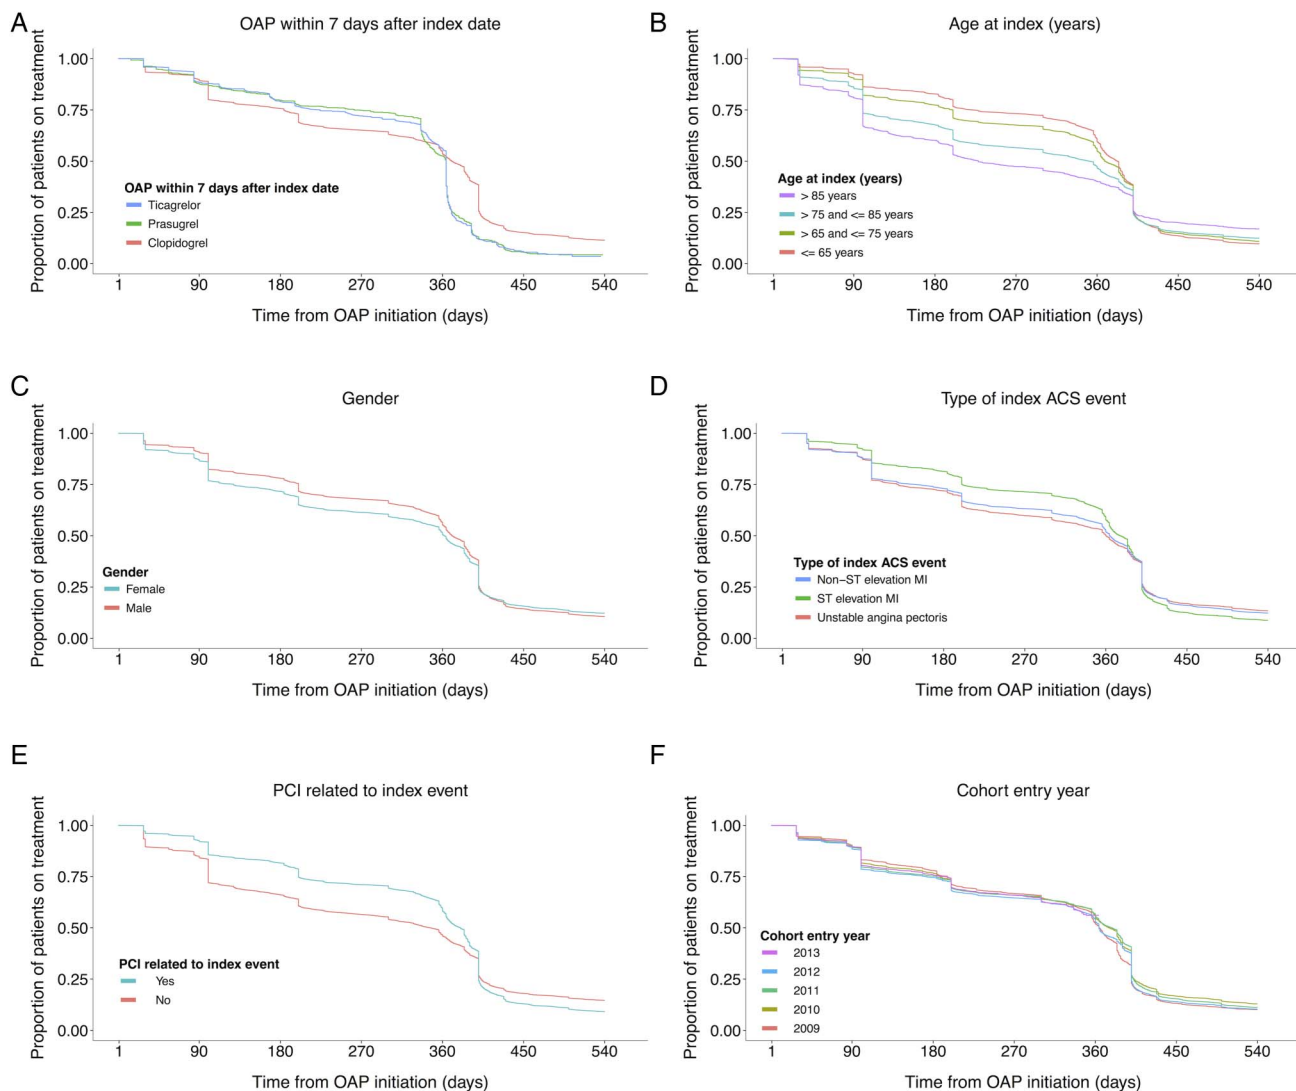 A
OAP within 7 days after index date
Proportion of patients on treatment
1.00
0.75
0.50
0.25
0.00
OAP within 7 days after index date
Ticagrelor
Prasugrel
Clopidogrel
1 90 180 270 360 450 540
Time from OAP initiation (days)
B
Age at index (years)
Proportion of patients on treatment
1.00
0.75
0.50
0.25
0.00
Age at index (years)
> 85 years
> 75 and <= 85 years
> 65 and <= 75 years
<= 65 years
1 90 180 270 360 450 540
Time from OAP initiation (days)
C
Gender
Proportion of patients on treatment
1.00
0.75
0.50
0.25
0.00
Gender
Female
Male
1 90 180 270 360 450 540
Time from OAP initiation (days)
D
Type of index ACS event
Proportion of patients on treatment
1.00
0.75
0.50
0.25
0.00
Type of index ACS event
Non−ST elevation MI
ST elevation MI
Unstable angina pectoris
1 90 180 270 360 450 540
Time from OAP initiation (days)
E
PCI related to index event
Proportion of patients on treatment
1.00
0.75
0.50
0.25
0.00
PCI related to index event
Yes
No
1 90 180 270 360 450 540
Time from OAP initiation (days)
F
Cohort entry year
Proportion of patients on treatment
1.00
0.75
0.50
0.25
0.00
Cohort entry year
2013
2012
2011
2010
2009
1 90 180 270 360 450 540
Time from OAP initiation (days)